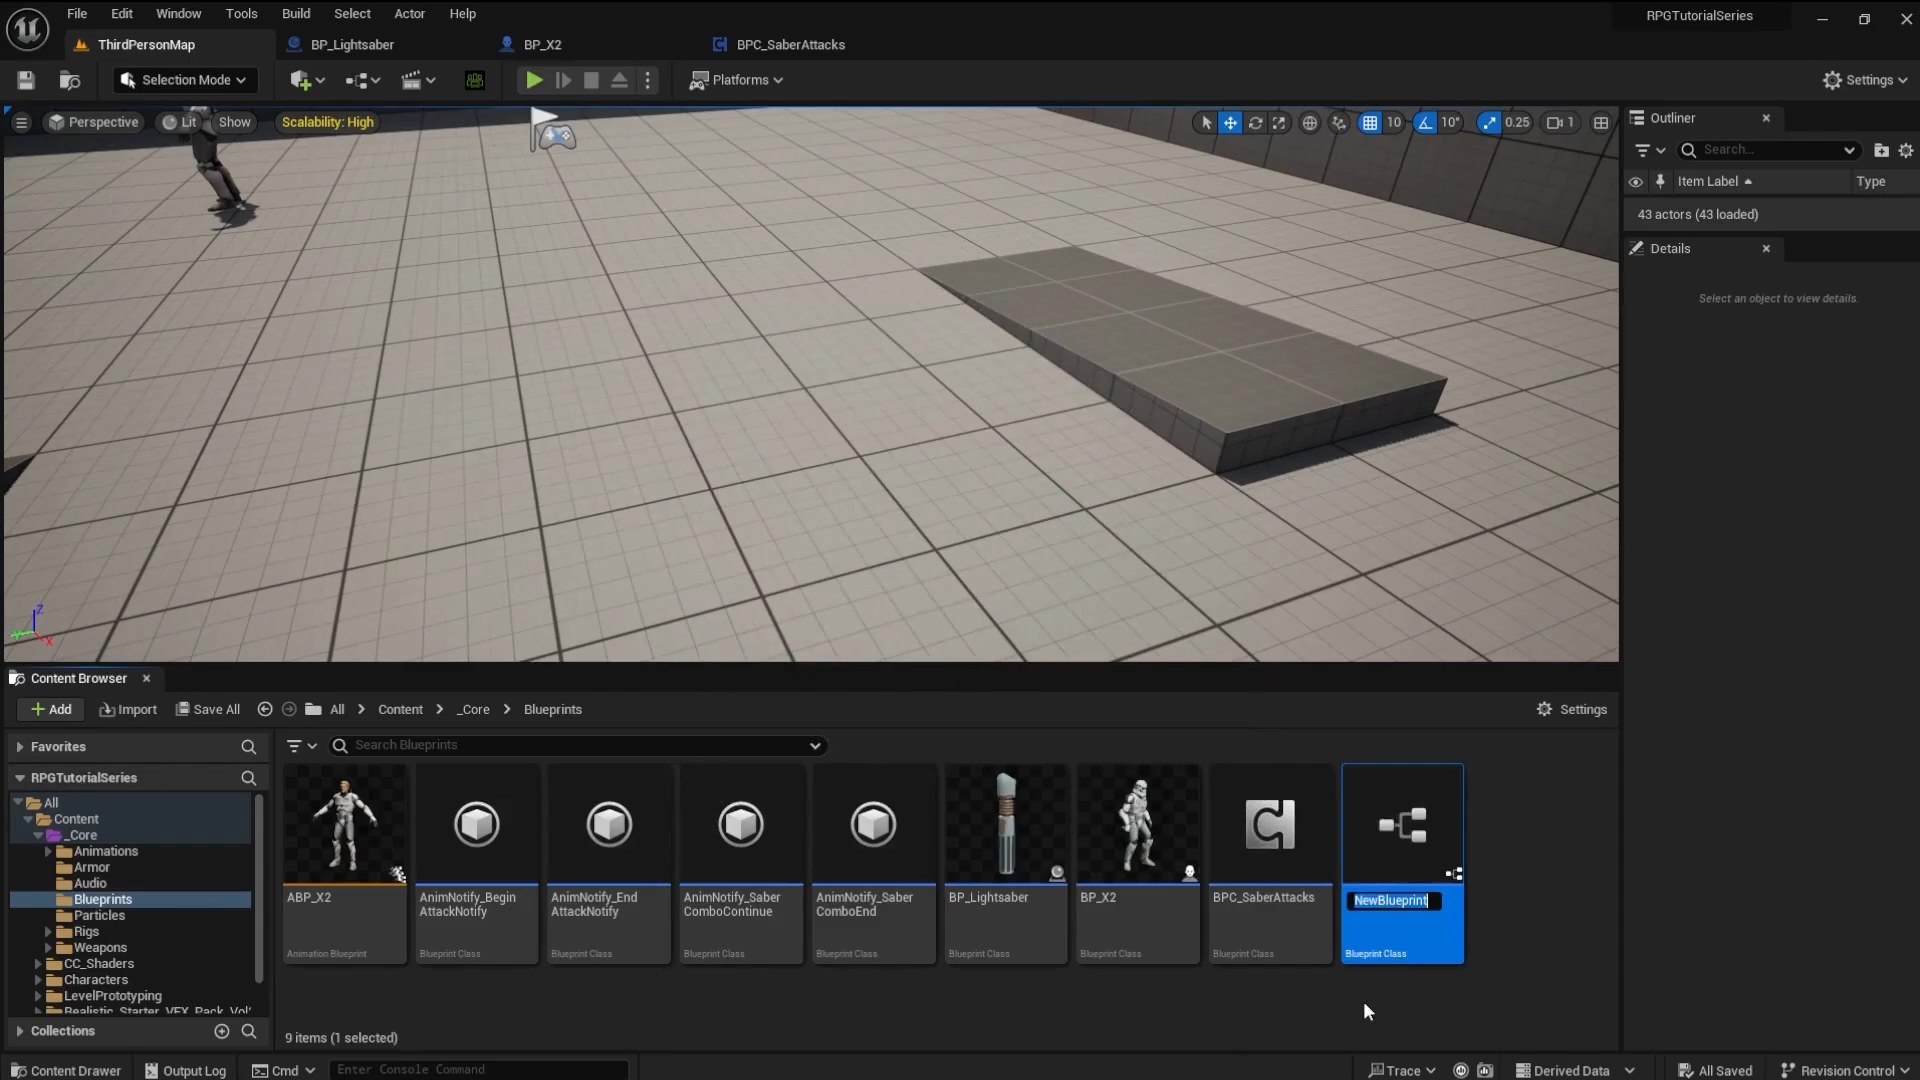 File Edit Window Tools Build Select Actor Help
RPGTutorialSeries
ThirdPersonMap BP_Lightsaber BP_X2 BPC_SaberAttacks
Selection Mode Platforms Settings
Perspective Lit Show Scalability: High 10 10° 0.25 1
Outliner
Search...
Item Label Type
43 actors (43 loaded)
Details
Select an object to view details.
Z
Y
X
Content Browser
Add Import Save All All Content _Core Blueprints Settings
Favorites
Search Blueprints
RPGTutorialSeries
All
Content
_Core
Animations
Armor
Audio
Blueprints
Particles
Rigs
Weapons
CC_Shaders
Characters
LevelPrototyping
Realistic_Starter_VFX_Pack_Vol
Collections
ABP_X2
Animation Blueprint
AnimNotify_Begin
AttackNotify
Blueprint Class
AnimNotify_End
AttackNotify
Blueprint Class
AnimNotify_Saber
ComboContinue
Blueprint Class
AnimNotify_Saber
ComboEnd
Blueprint Class
BP_Lightsaber
Blueprint Class
BP_X2
Blueprint Class
BPC_SaberAttacks
Blueprint Class
NewBlueprint
Blueprint Class
9 items (1 selected)
Content Drawer Output Log Cmd Enter Console Command Trace Derived Data All Saved Revision Control